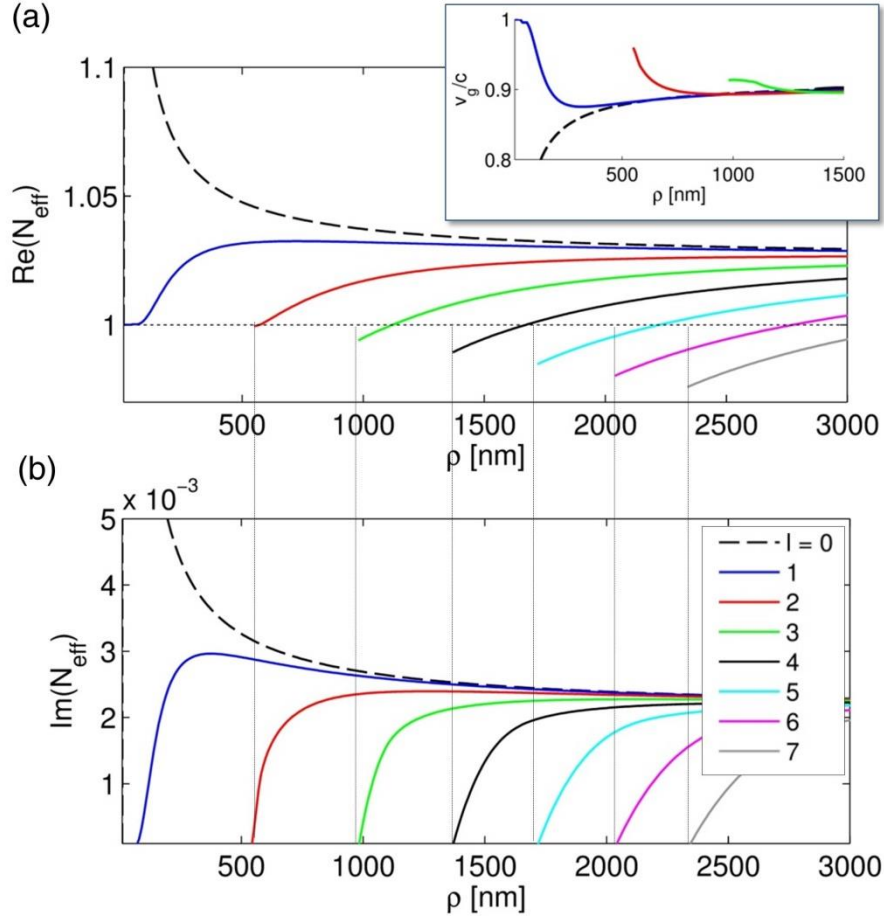 (a)
1.1
1.05
1
Re(N_eff)
500 1000 1500 2000 2500 3000
ρ [nm]
1
0.9
0.8
v_g/c
500 1000 1500
ρ [nm]
(b)
x 10^-3
5
4
3
2
1
Im(N_eff)
500 1000 1500 2000 2500 3000
ρ [nm]
l = 0
1
2
3
4
5
6
7